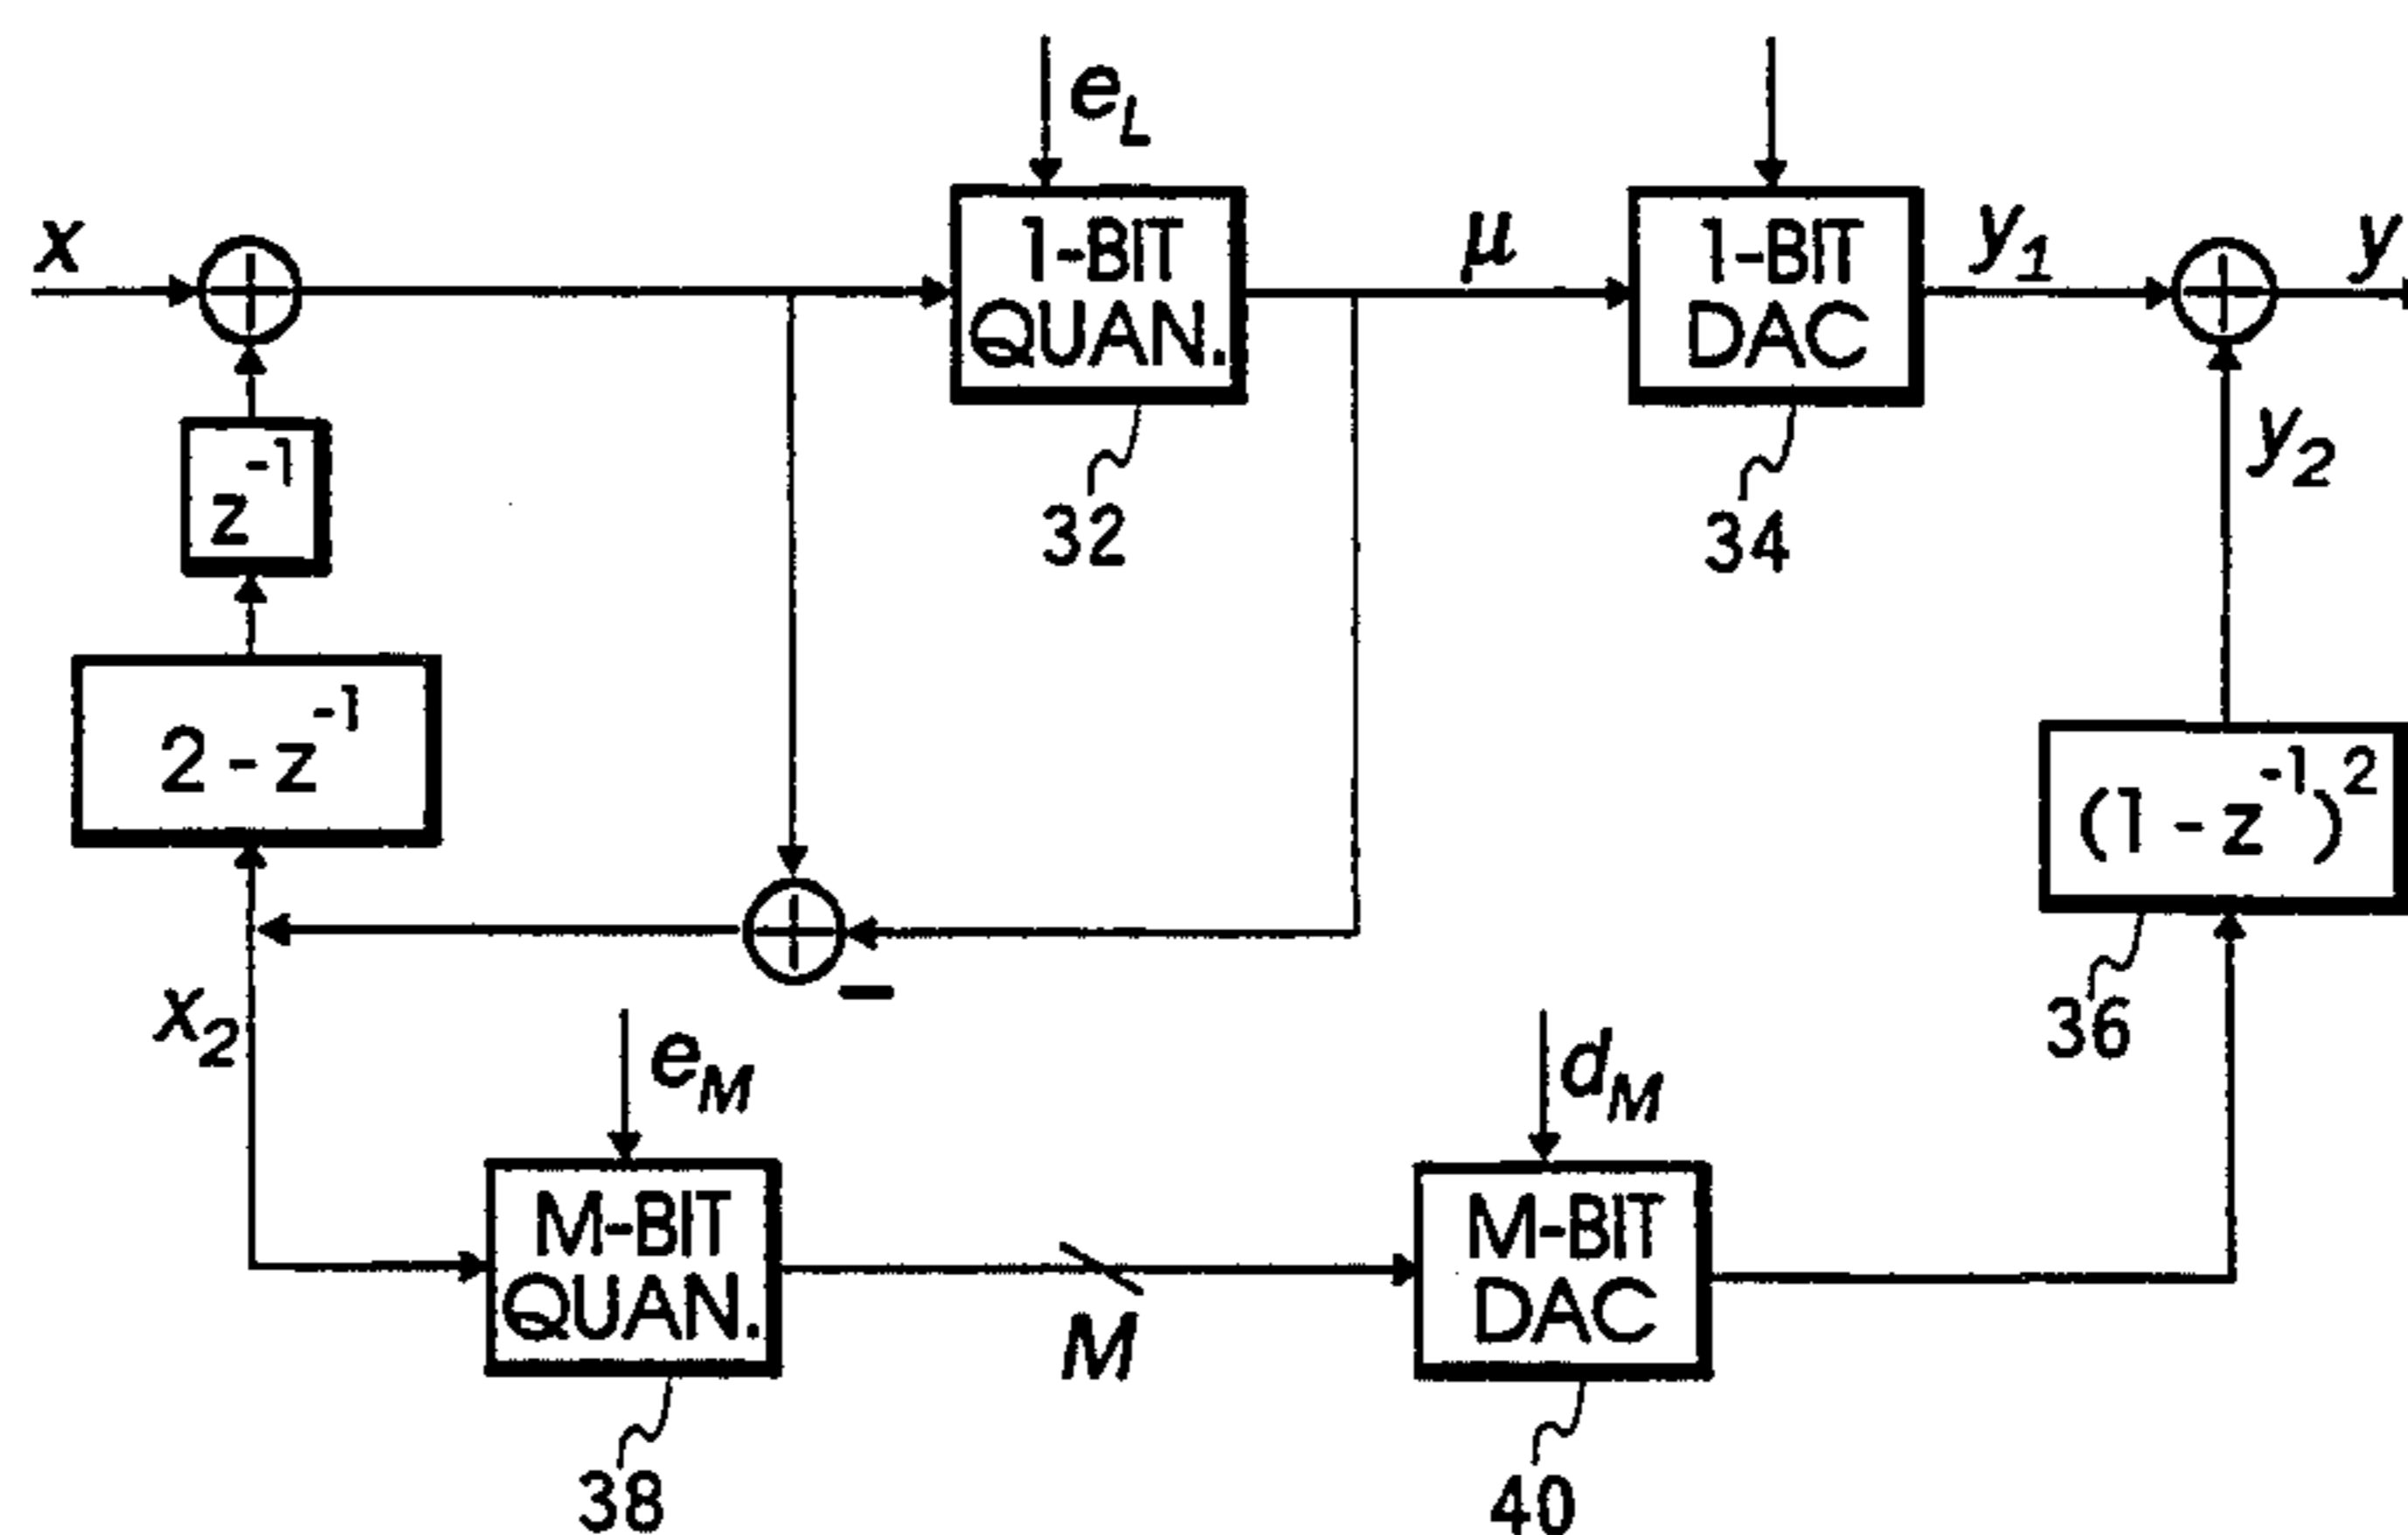 e_L
x
1-BIT
QUAN.
μ
1-BIT
DAC
y_1
y
z^-1
32
34
y_2
2-z^-1
(1-z^-1)^2
-
x_2
36
e_M
d_M
M-BIT
QUAN.
M
M-BIT
DAC
38
40